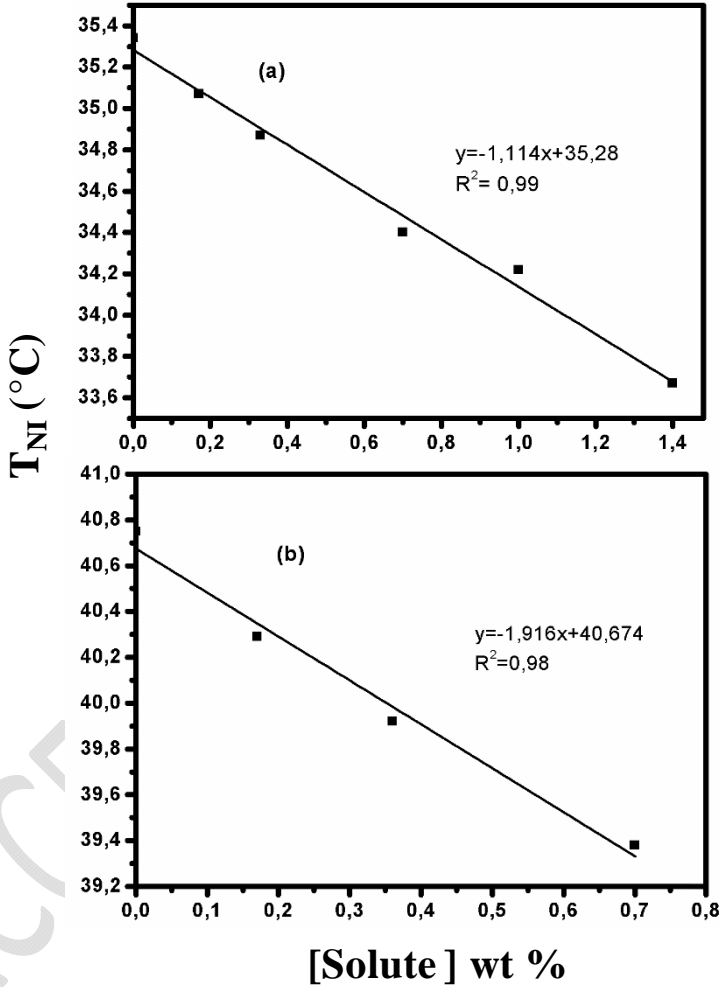 35,4
35,2
35,0
34,8
34,6
34,4
34,2
34,0
33,8
33,6
(a)
y=-1,114x+35,28
R²= 0,99
0,0 0,2 0,4 0,6 0,8 1,0 1,2 1,4
T_NI (°C)
41,0
40,8
40,6
40,4
40,2
40,0
39,8
39,6
39,4
39,2
(b)
y=-1,916x+40,674
R²=0,98
0,0 0,1 0,2 0,3 0,4 0,5 0,6 0,7 0,8
[Solute ] wt %